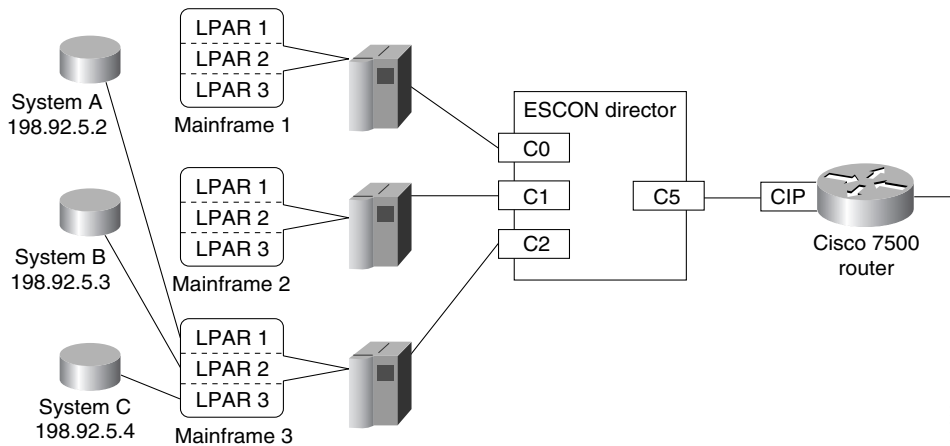 LPAR 1
LPAR 2
LPAR 3
Mainframe 1
System A
198.92.5.2
ESCON director
C0
C1
C2
C5
CIP
Cisco 7500
router
LPAR 1
LPAR 2
LPAR 3
Mainframe 2
System B
198.92.5.3
LPAR 1
LPAR 2
LPAR 3
Mainframe 3
System C
198.92.5.4